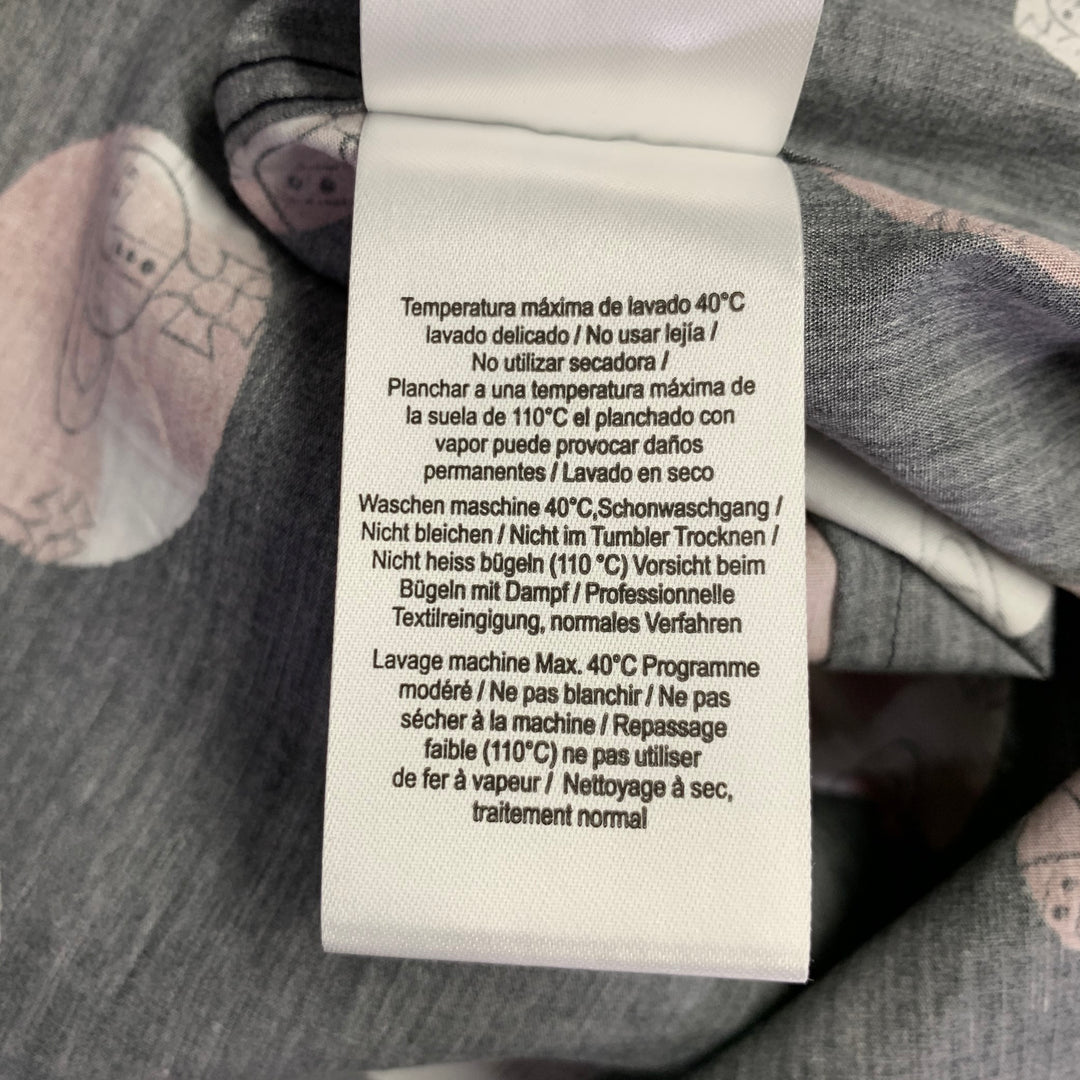 Temperatura máxima de lavado 40°C
lavado delicado / No usar lejía /
No utilizar secadora /
Planchar a una temperatura máxima de
la suela de 110°C el planchado con
vapor puede provocar daños
permanentes / Lavado en seco
Waschen maschine 40°C,Schonwaschgang /
Nicht bleichen / Nicht im Tumbler Trocknen /
Nicht heiss bügeln (110 °C) Vorsicht beim
Bügeln mit Dampf / Professionnelle
Textilreingigung, normales Verfahren
Lavage machine Max. 40°C Programme
modéré / Ne pas blanchir / Ne pas
sécher à la machine / Repassage
faible (110°C) ne pas utiliser
de fer à vapeur / Nettoyage à sec,
traitement normal